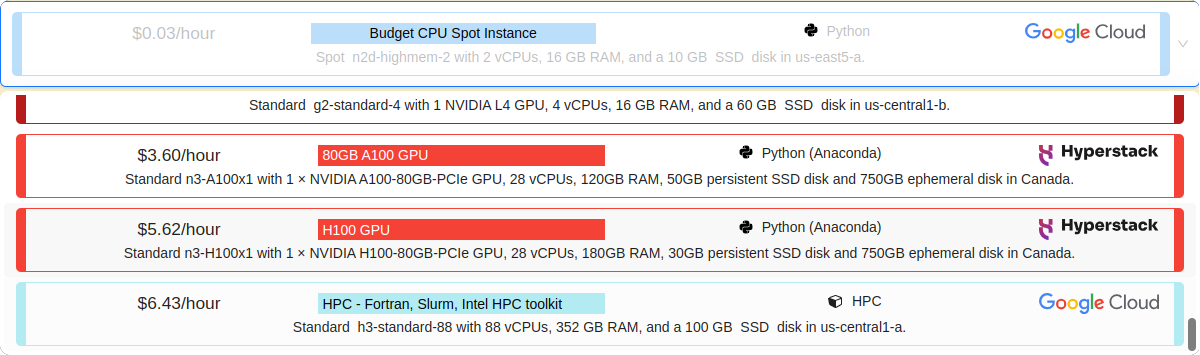 $0.03/hour Budget CPU Spot Instance Python Google Cloud
Spot n2d-highmem-2 with 2 vCPUs, 16 GB RAM, and a 10 GB SSD disk in us-east5-a.
Standard g2-standard-4 with 1 NVIDIA L4 GPU, 4 vCPUs, 16 GB RAM, and a 60 GB SSD disk in us-central1-b.
$3.60/hour 80GB A100 GPU Python (Anaconda) Hyperstack
Standard n3-A100x1 with 1 × NVIDIA A100-80GB-PCIe GPU, 28 vCPUs, 120GB RAM, 50GB persistent SSD disk and 750GB ephemeral disk in Canada.
$5.62/hour H100 GPU Python (Anaconda) Hyperstack
Standard n3-H100x1 with 1 × NVIDIA H100-80GB-PCIe GPU, 28 vCPUs, 180GB RAM, 30GB persistent SSD disk and 750GB ephemeral disk in Canada.
$6.43/hour HPC - Fortran, Slurm, Intel HPC toolkit HPC Google Cloud
Standard h3-standard-88 with 88 vCPUs, 352 GB RAM, and a 100 GB SSD disk in us-central1-a.